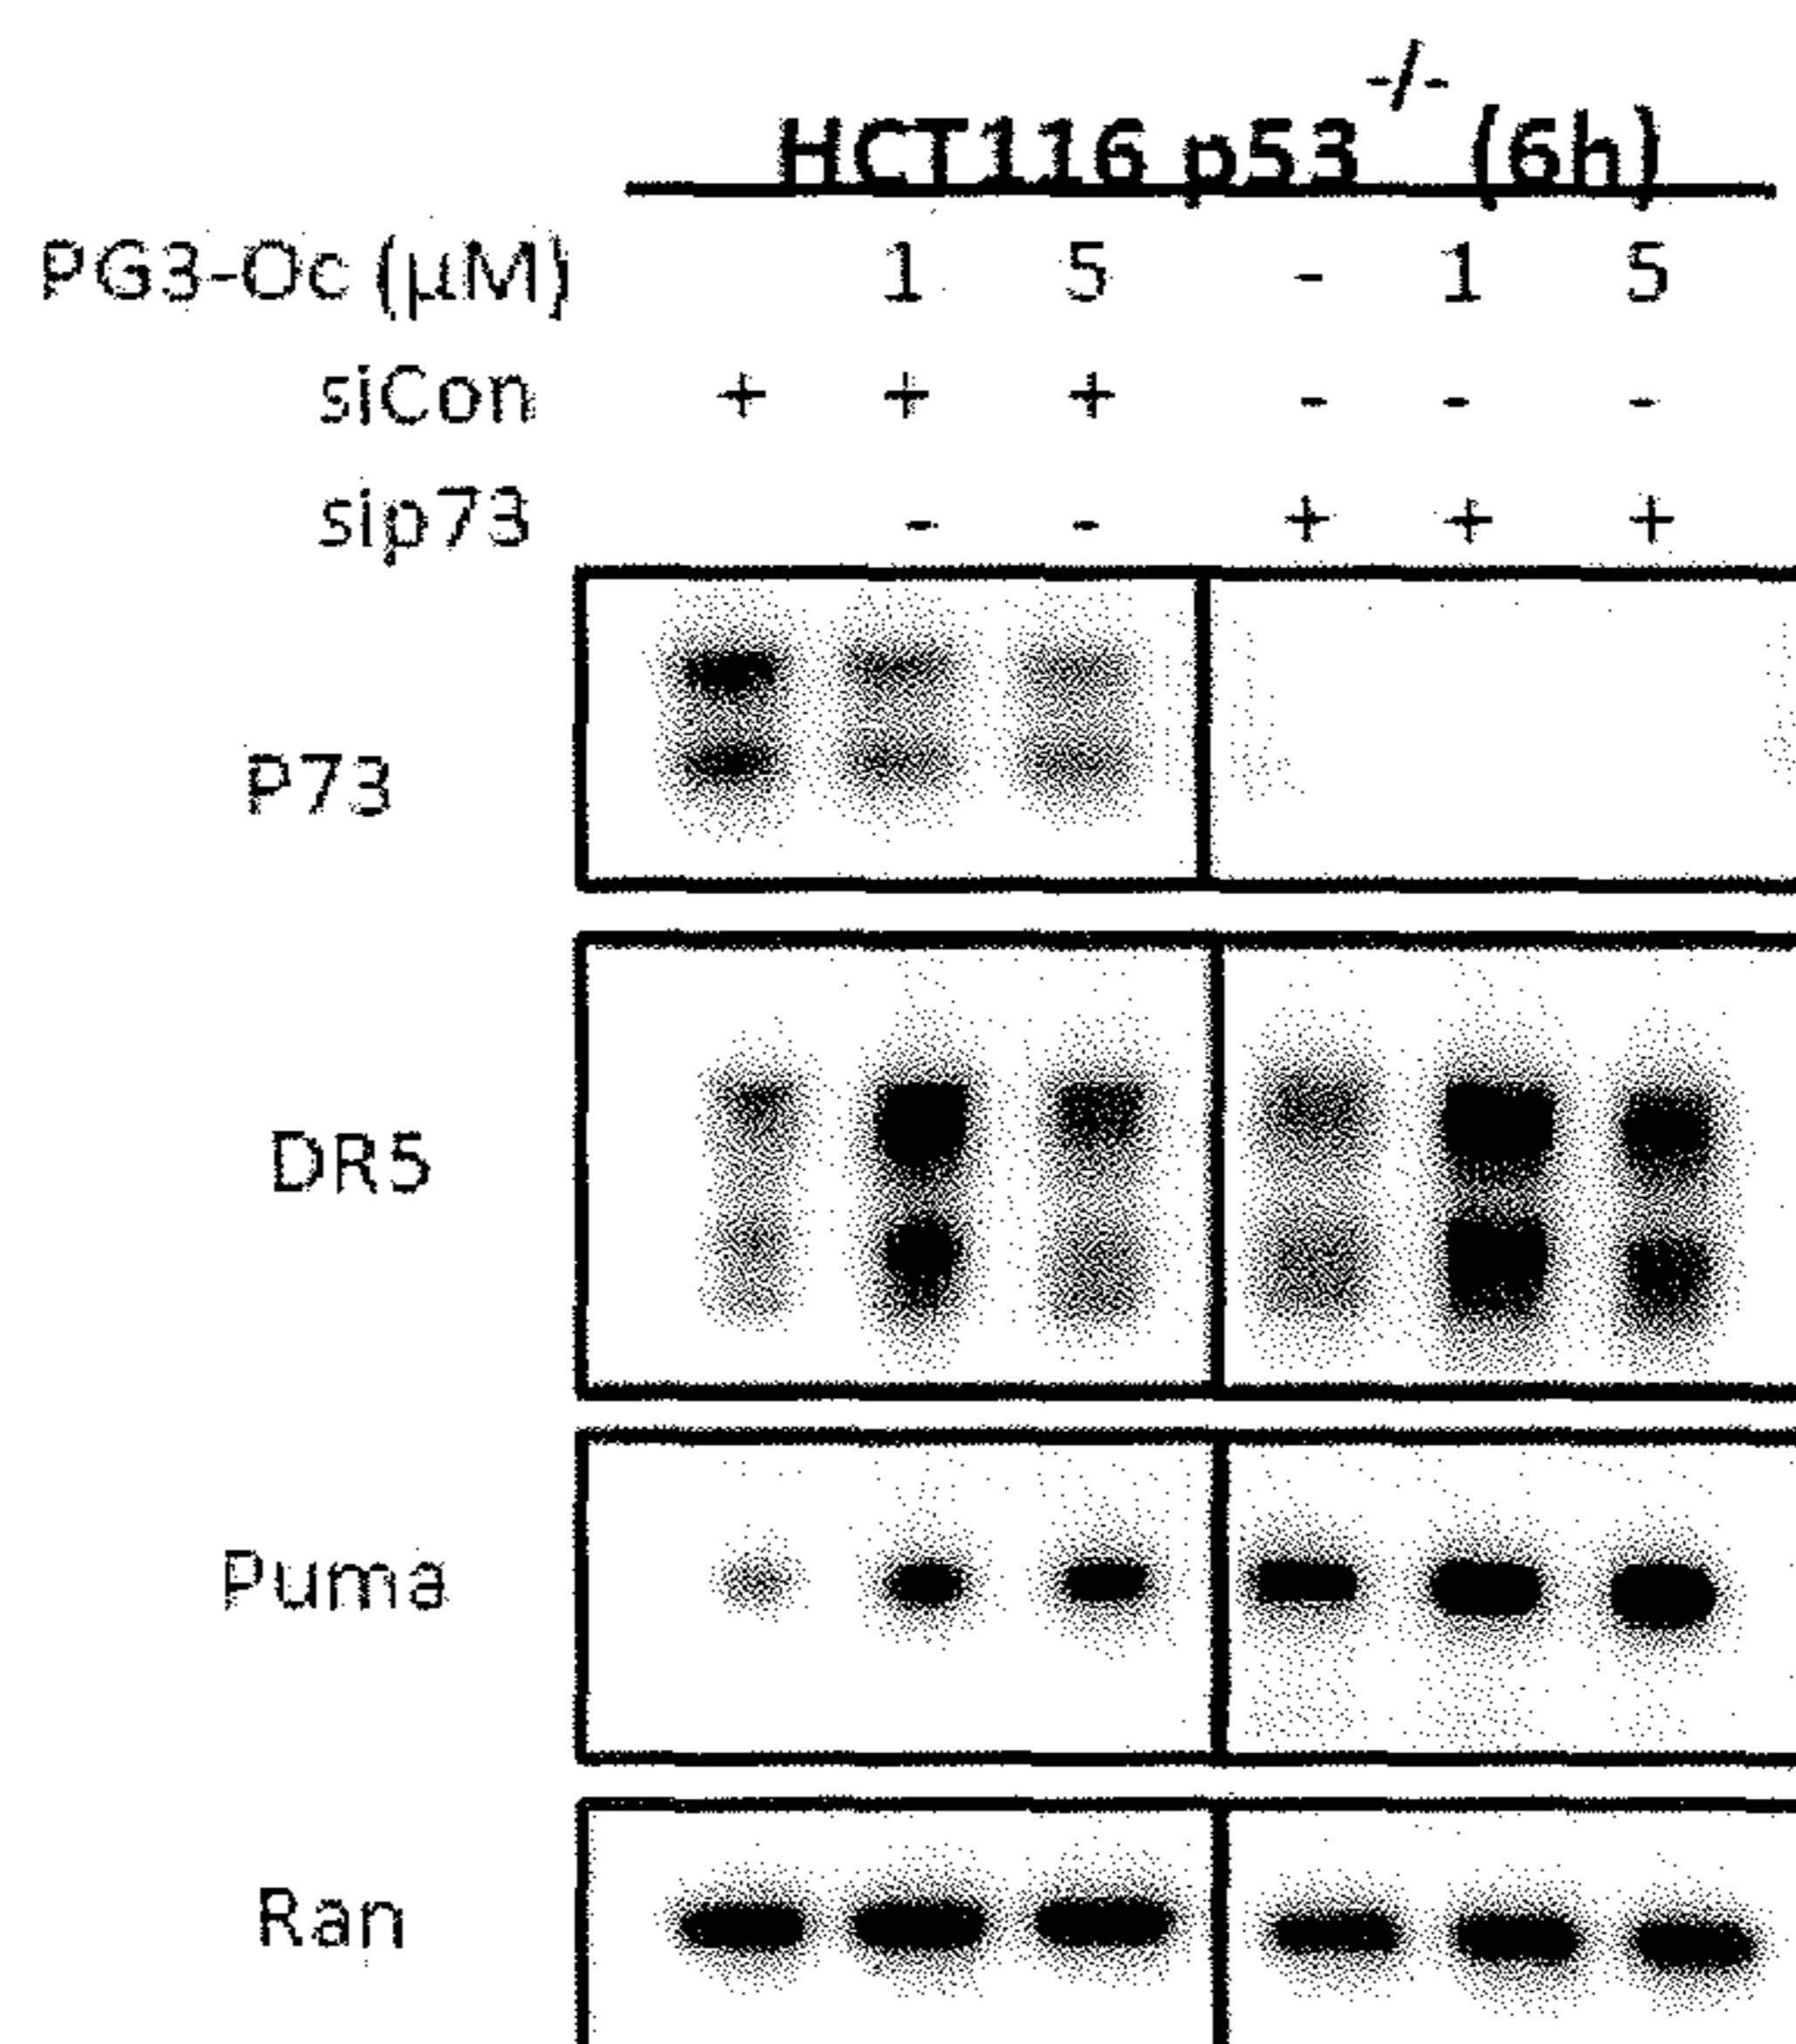 HCT116 p53-/- (6h)
PG3-Oc (μM) 1 5 - 1 5
siCon + + + - - -
sip73 - - + + +
P73
DR5
Puma
Ran